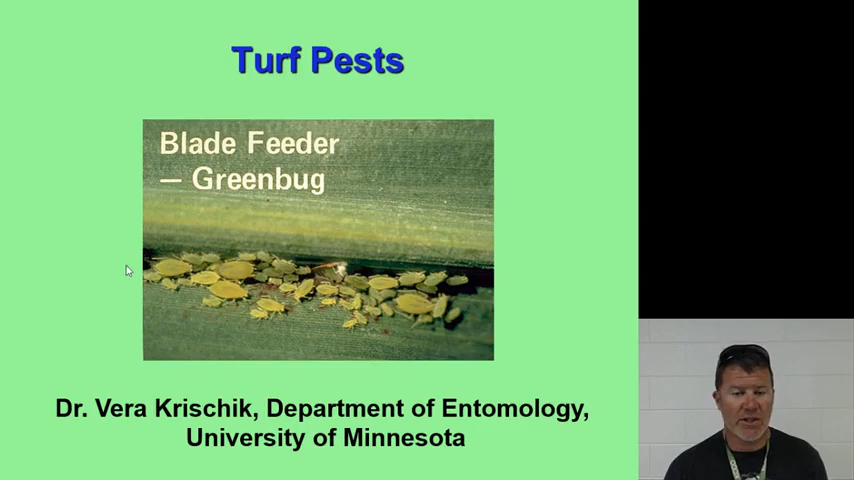 Turf Pests
Blade Feeder
— Greenbug
Dr. Vera Krischik, Department of Entomology,
University of Minnesota